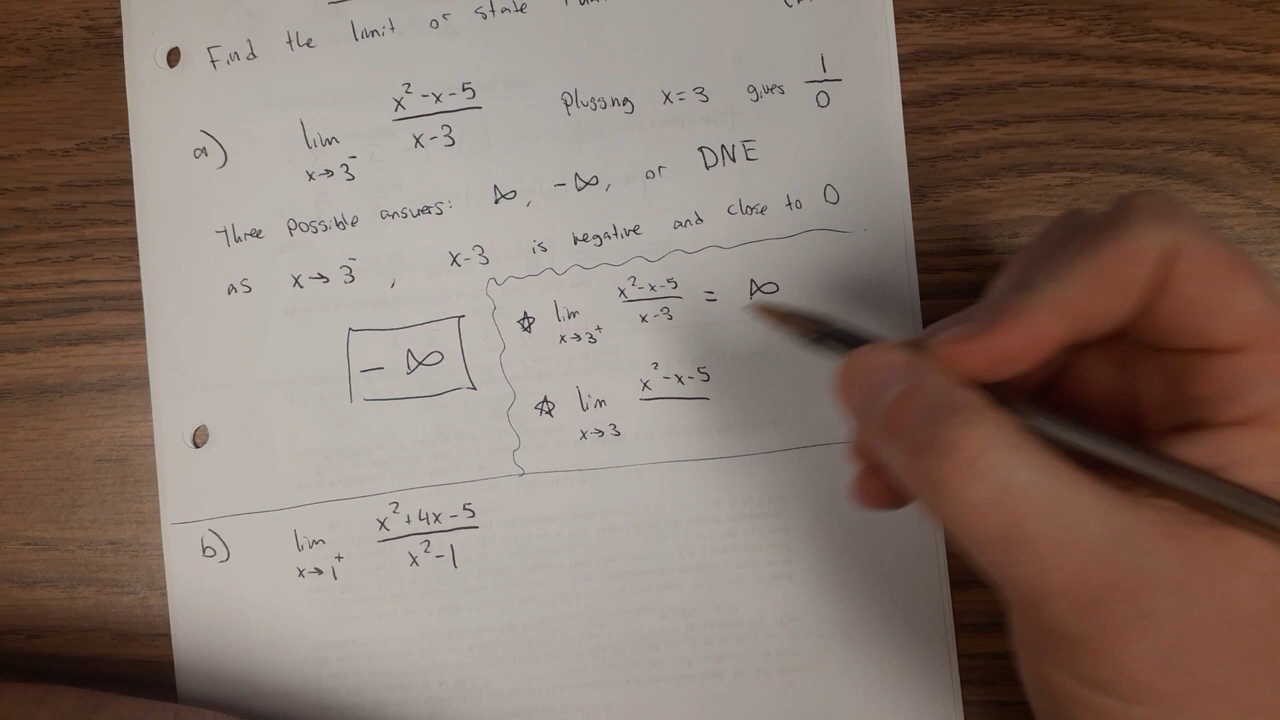 Find the limit or state
a) lim x→3⁻ (x²-x-5)/(x-3) plugging x=3 gives 1/0
Three possible answers: ∞, -∞, or DNE
as x→3⁻, x-3 is negative and close to 0
-∞
☆ lim x→3⁺ (x²-x-5)/(x-3) = ∞
☆ lim x→3 x²-x-5
b) lim x→1⁺ (x²+4x-5)/(x²-1)